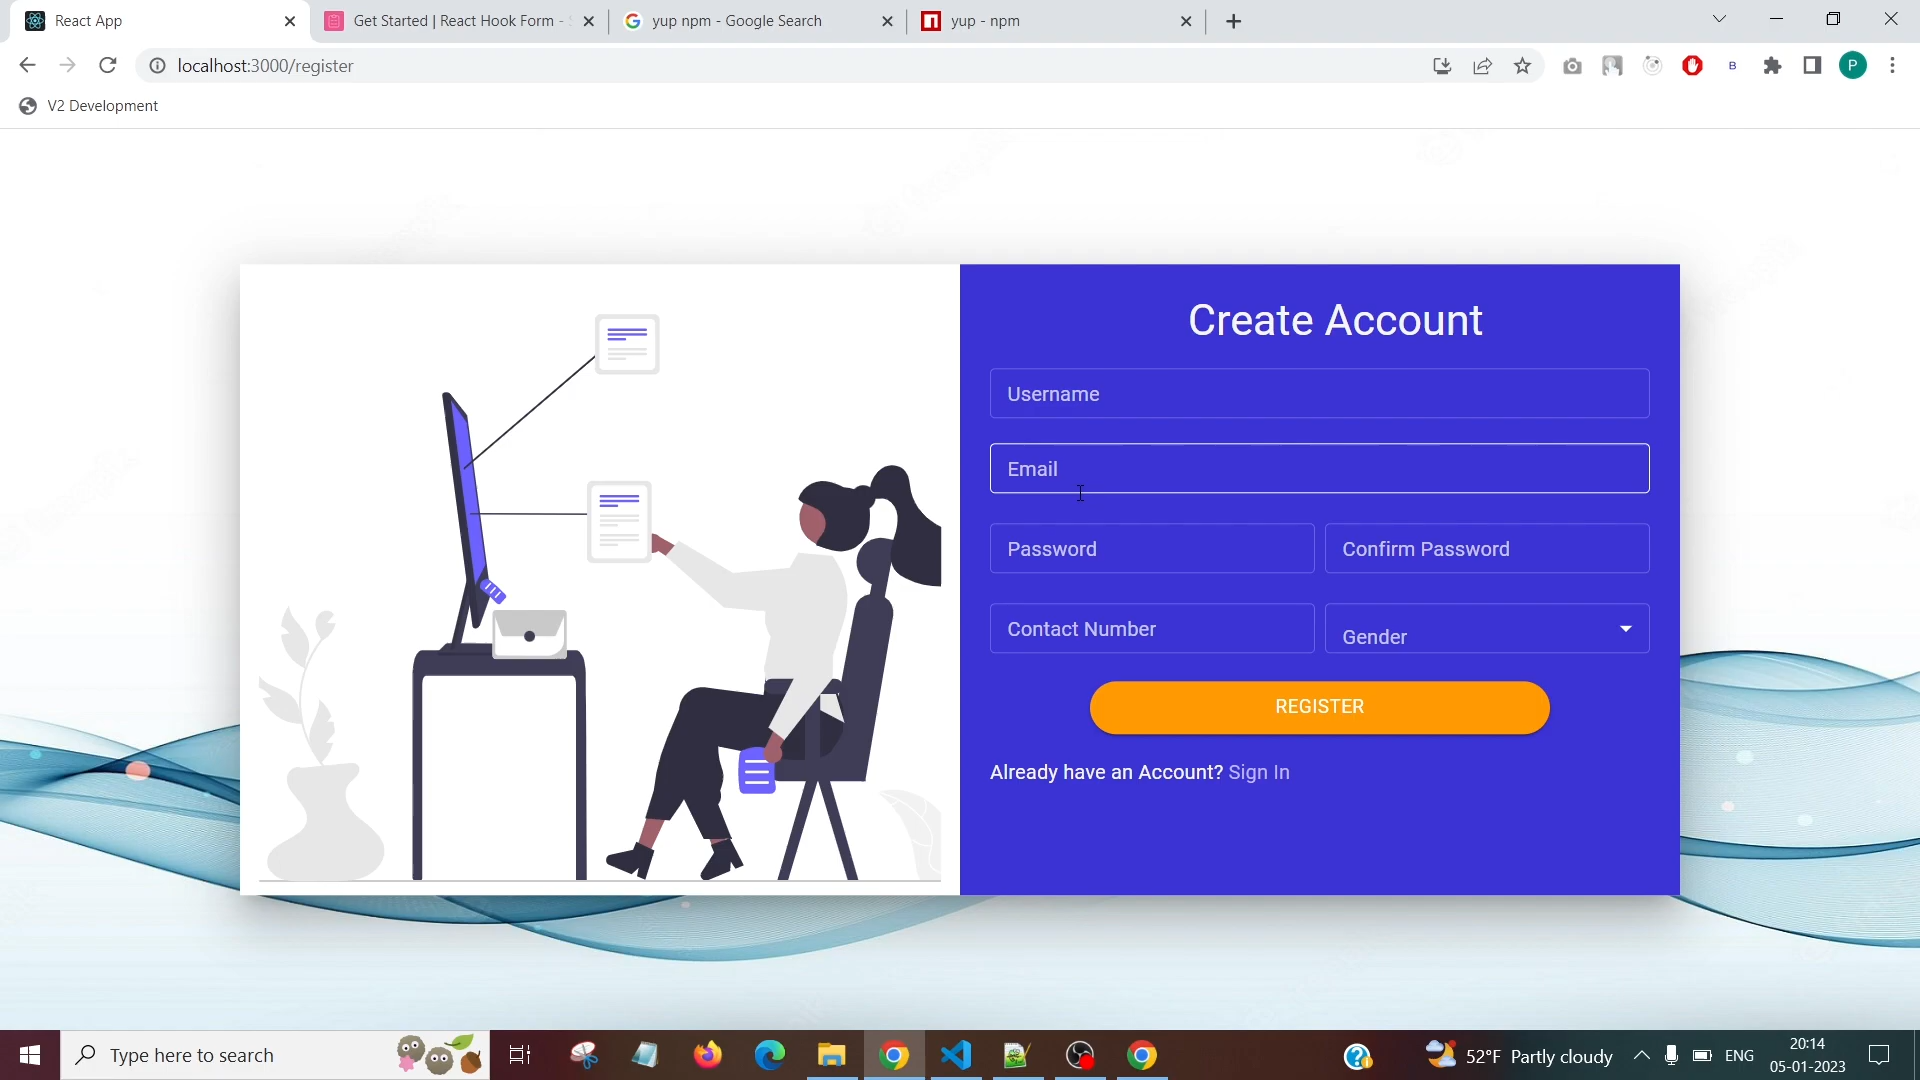 React App
Get Started | React Hook Form -
yup npm - Google Search
yup - npm
localhost:3000/register
B
P
V2 Development
Create Account
Username
Email
Password
Confirm Password
Contact Number
Gender
REGISTER
Already have an Account? Sign In
Type here to search
52°F Partly cloudy
ENG
20:14
05-01-2023